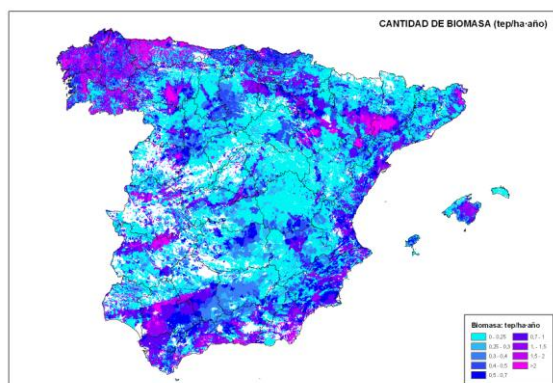 CANTIDAD DE BIOMASA (tep/ha·año)
Biomasa: tep/ha·año
0 - 0,25
0,25 - 0,3
0,3 - 0,4
0,4 - 0,5
0,5 - 0,7
0,7 - 1
1 - 1,5
1,5 - 2
>2